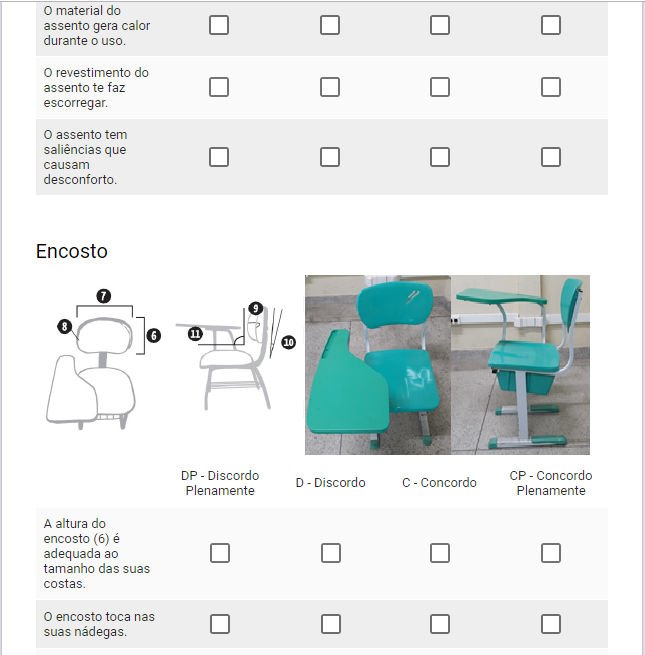 O material do
assento gera calor
durante o uso.
O revestimento do
assento te faz
escorregar.
O assento tem
saliências que
causam
desconforto.
Encosto
7
8
6
9
11
10
DP - Discordo
Plenamente
D - Discordo
C - Concordo
CP - Concordo
Plenamente
A altura do
encosto (6) é
adequada ao
tamanho das suas
costas.
O encosto toca nas
suas nádegas.